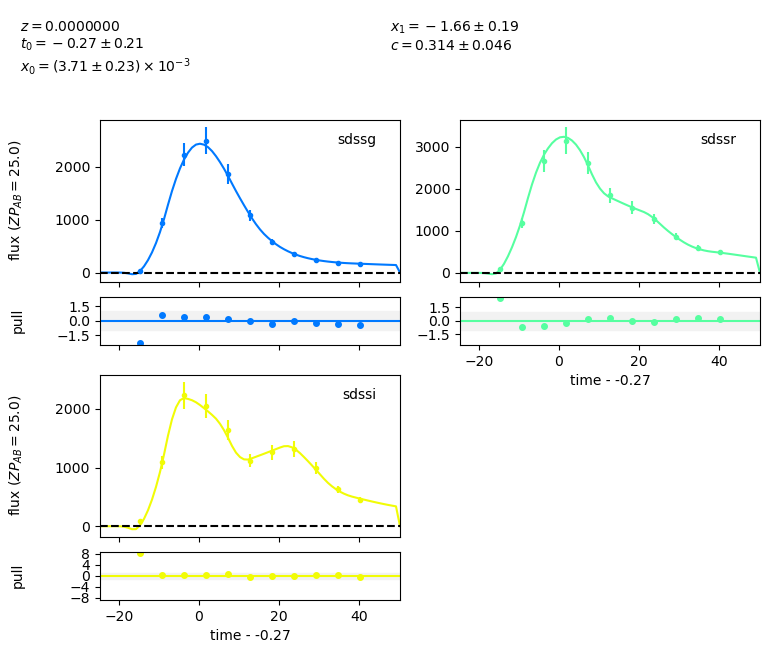 z = 0.0000000
t₀ = −0.27 ± 0.21
x₀ = (3.71 ± 0.23) × 10⁻³
x₁ = −1.66 ± 0.19
c = 0.314 ± 0.046
flux (ZP_AB = 25.0)
sdssg
2000
1000
0
sdssr
3000
2000
1000
0
pull
1.5
0.0
−1.5
1.5
0.0
−1.5
−20
0
20
40
time - -0.27
flux (ZP_AB = 25.0)
sdssi
2000
1000
0
pull
8
4
0
−4
−8
−20
0
20
40
time - -0.27